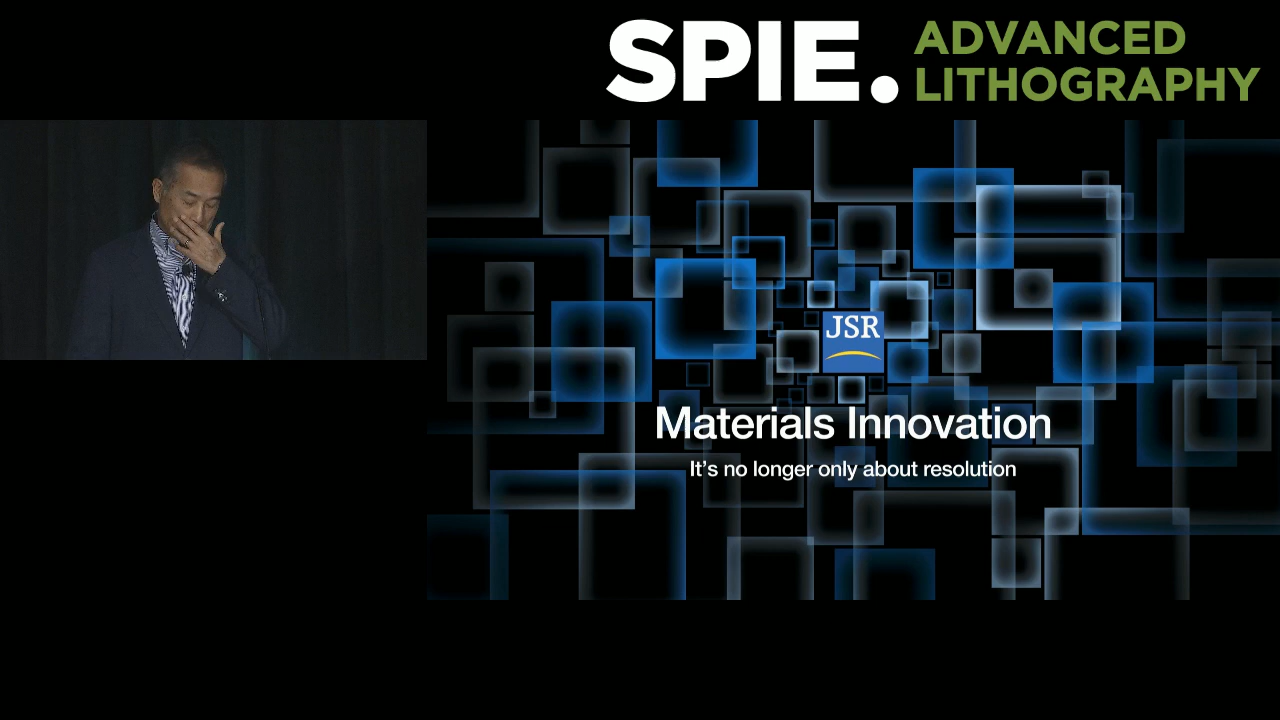 SPIE.
ADVANCED
LITHOGRAPHY
JSR
Materials Innovation
It's no longer only about resolution